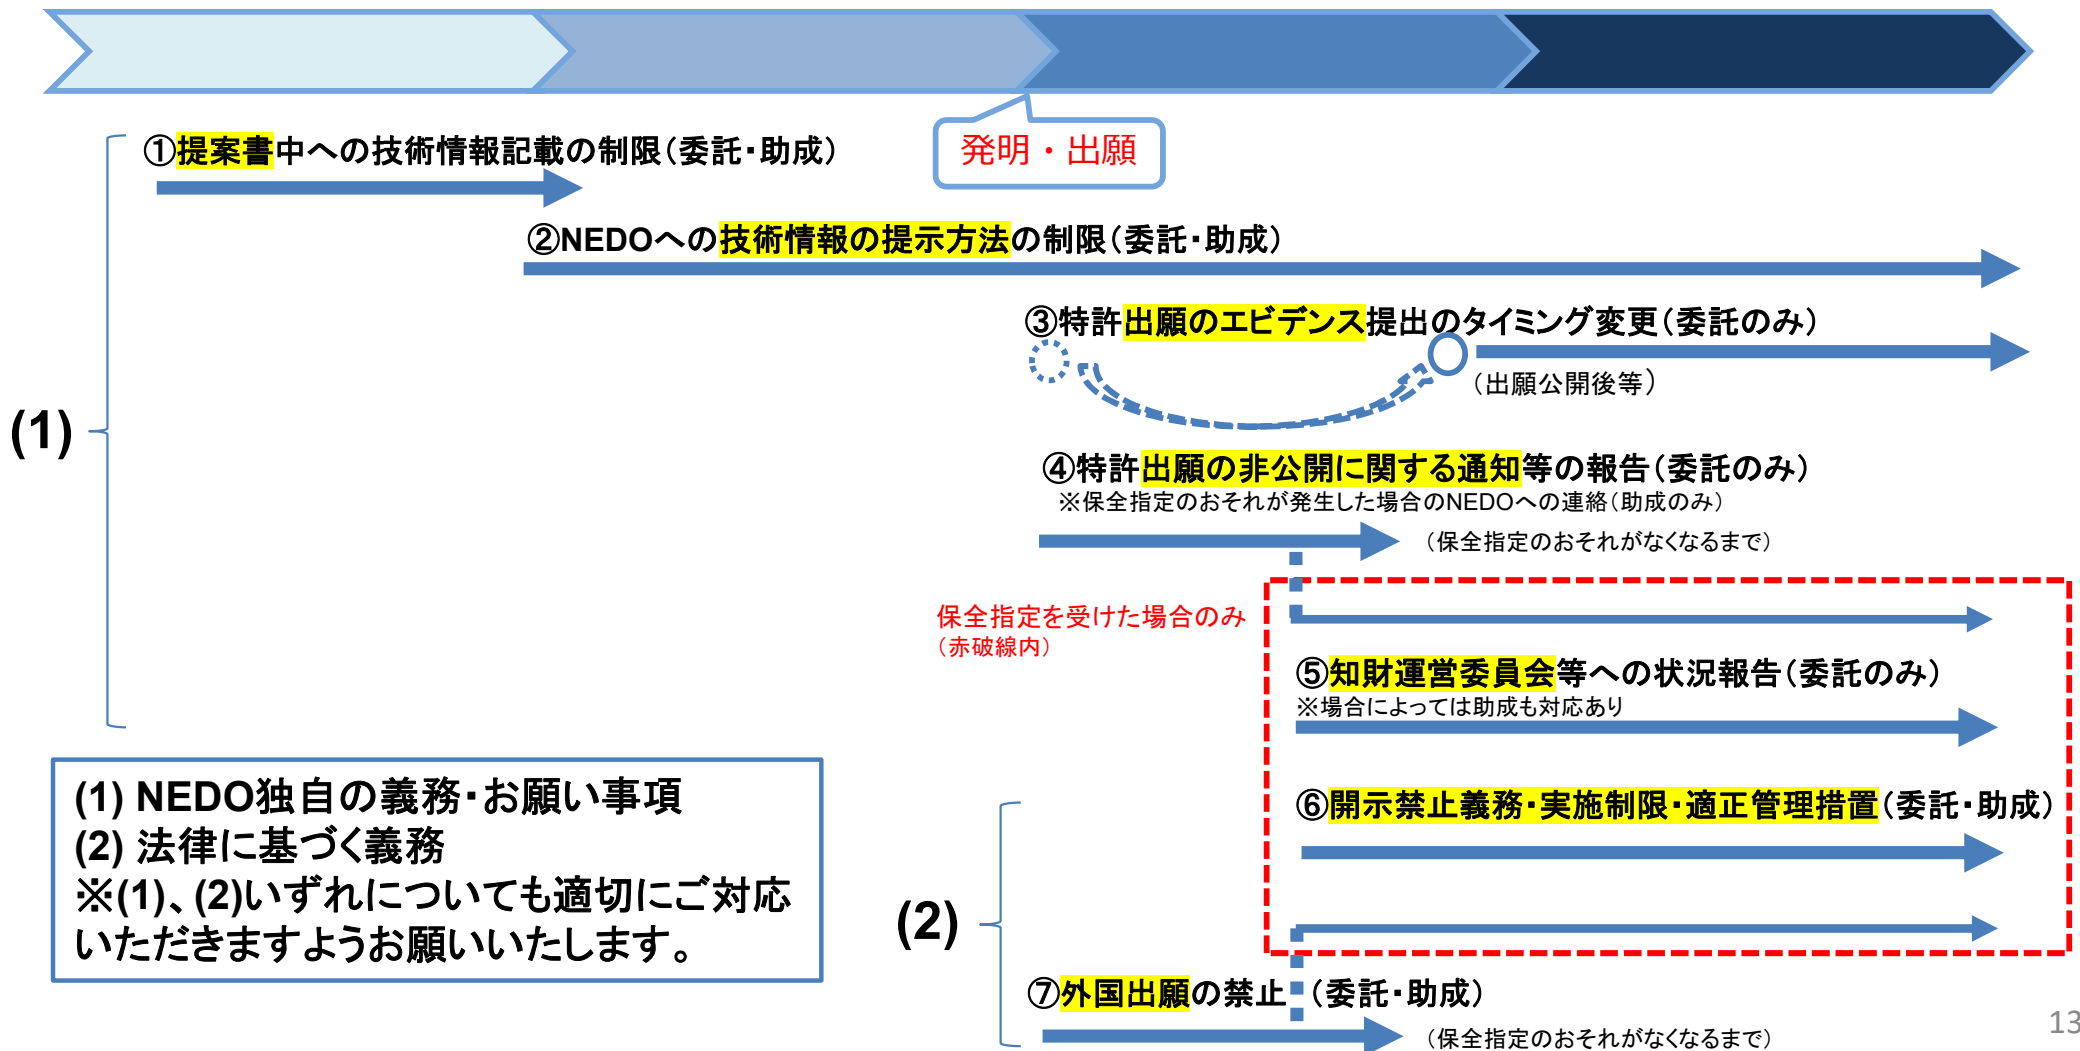 発明・出願
①提案書中への技術情報記載の制限（委託・助成）
②NEDOへの技術情報の提示方法の制限（委託・助成）
③特許出願のエビデンス提出のタイミング変更（委託のみ）
（出願公開後等）
(1)
④特許出願の非公開に関する通知等の報告（委託のみ）
※保全指定のおそれが発生した場合のNEDOへの連絡（助成のみ）
（保全指定のおそれがなくなるまで）
保全指定を受けた場合のみ
（赤破線内）
⑤知財運営委員会等への状況報告（委託のみ）
※場合によっては助成も対応あり
(1) NEDO独自の義務・お願い事項
(2) 法律に基づく義務
※(1)、(2)いずれについても適切にご対応
いただきますようお願いいたします。
⑥開示禁止義務・実施制限・適正管理措置（委託・助成）
(2)
⑦外国出願の禁止 （委託・助成）
（保全指定のおそれがなくなるまで）
13